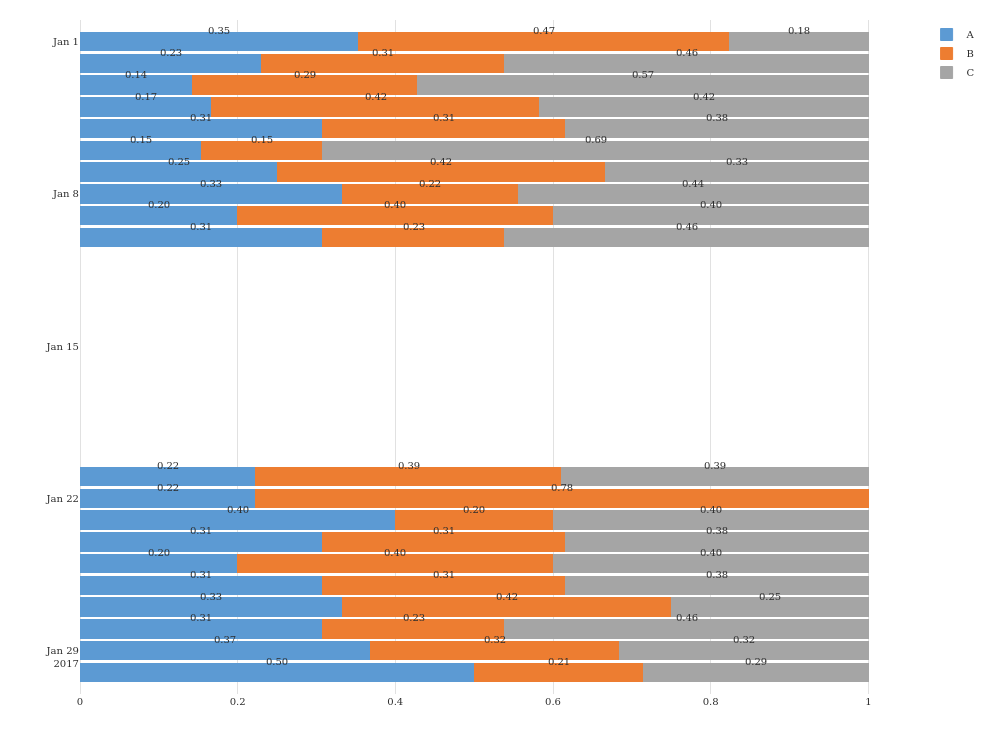 0.35 0.47 0.18
Jan 1
A
0.23 0.31 0.46
B
0.14 0.29 0.57
C
0.17 0.42 0.42
0.31 0.31 0.38
0.15 0.15 0.69
0.25 0.42 0.33
0.33 0.22 0.44
Jan 8
0.20 0.40 0.40
0.31 0.23 0.46
Jan 15
0.22 0.39 0.39
0.22 0.78
Jan 22
0.40 0.20 0.40
0.31 0.31 0.38
0.20 0.40 0.40
0.31 0.31 0.38
0.33 0.42 0.25
0.31 0.23 0.46
0.37 0.32 0.32
Jan 29
2017
0.50 0.21 0.29
0 0.2 0.4 0.6 0.8 1